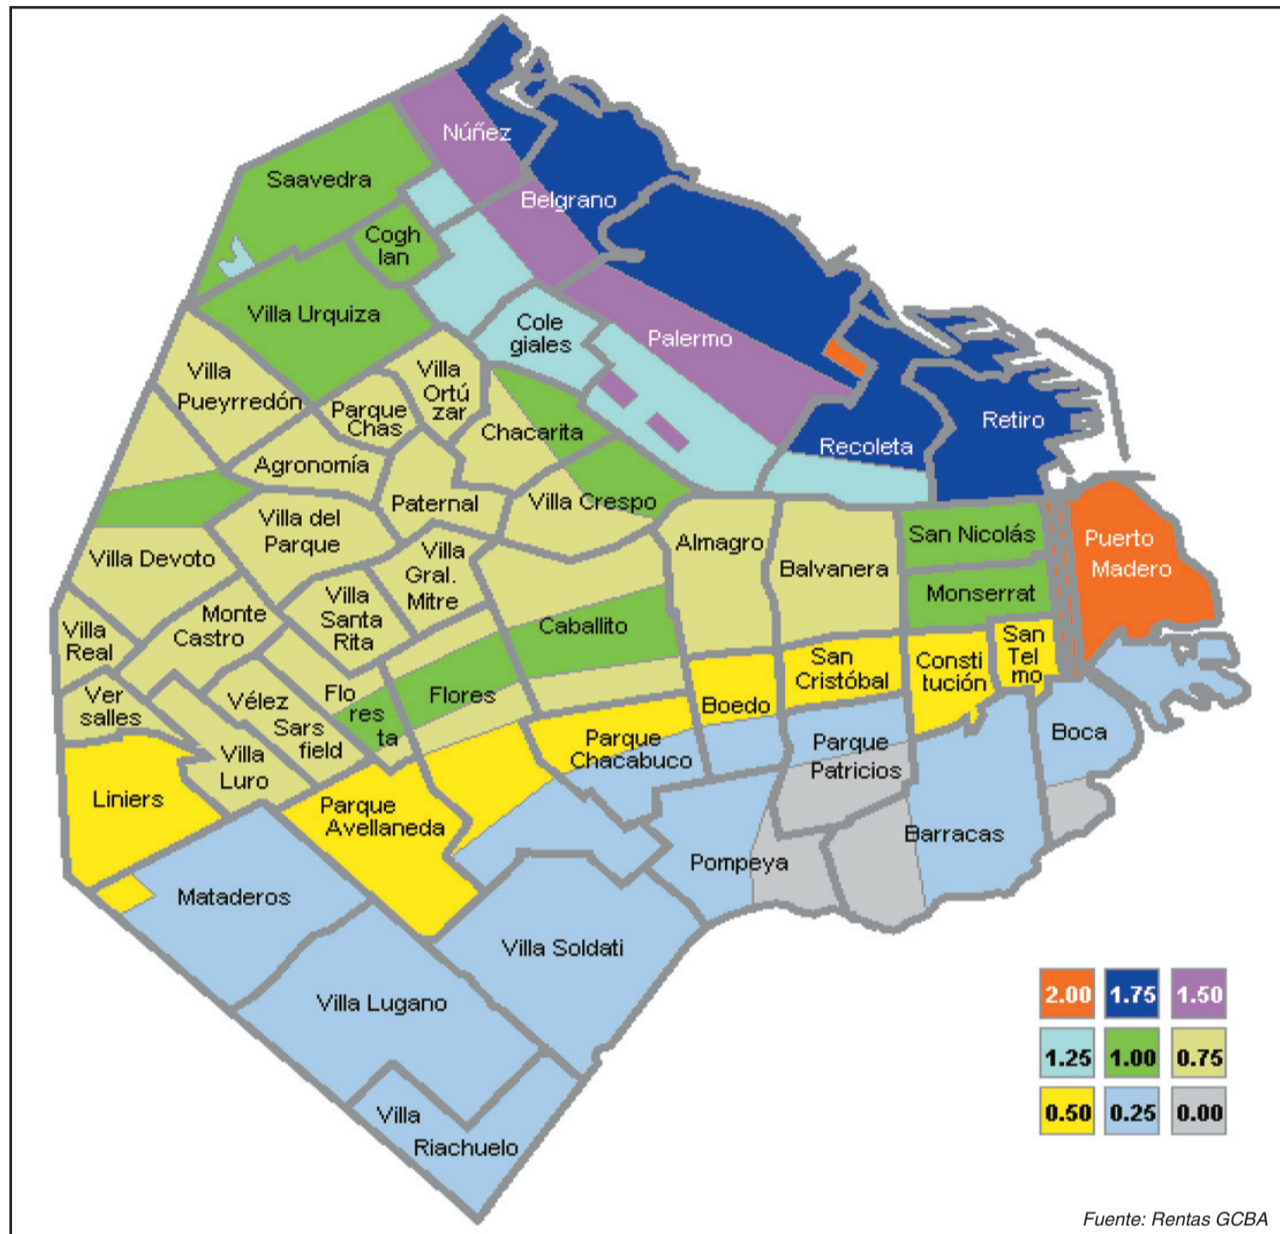 Núñez
Saavedra
Belgrano
Cogh
lan
Villa Urquiza
Cole
giales
Palermo
Villa
Pueyrredón
Villa
Ortú
zar
Parque
Chas
Chacarita
Retiro
Recoleta
Agronomía
Paternal
Villa Crespo
Villa del
Parque
San Nicolás
Puerto
Madero
Almagro
Balvanera
Villa Devoto
Villa
Gral.
Mitre
Monserrat
Villa
Santa
Rita
Monte
Castro
Caballito
Villa
Real
San
Tel
mo
San
Cristóbal
Consti
tución
Ver
salles
Vélez
Sars
field
Flo
res
ta
Flores
Boedo
Boca
Parque
Chacabuco
Parque
Patricios
Villa
Luro
Liniers
Parque
Avellaneda
Barracas
Pompeya
Mataderos
Villa Soldati
Villa Lugano
Villa
Riachuelo
2.00 1.75 1.50
1.25 1.00 0.75
0.50 0.25 0.00
Fuente: Rentas GCBA